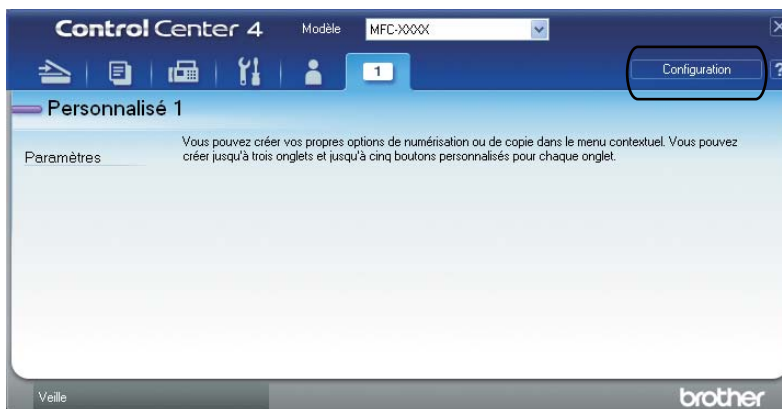 Control Center 4
Modèle
MFC-XXXX
1
Configuration
?
Personnalisé 1
Paramètres
Vous pouvez créer vos propres options de numérisation ou de copie dans le menu contextuel. Vous pouvez
créer jusqu'à trois onglets et jusqu'à cinq boutons personnalisés pour chaque onglet.
Veille
brother